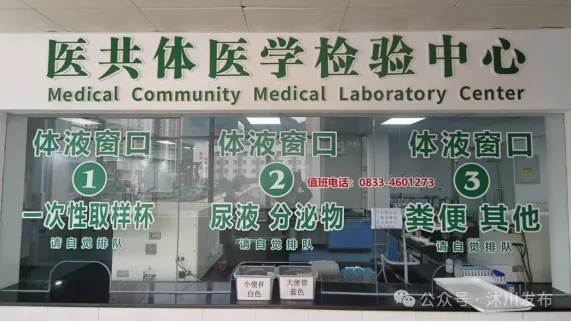 医共体医学检验中心
Medical Community Medical Laboratory Center
体液窗口
1
一次性取样杯
请自觉排队
体液窗口
2
值班电话：0833-4601273
尿液 分泌物
请自觉排队
体液窗口
3
粪便 其他
请自觉排队
小便杯
白色
大便管
蓝色
公众号·沐川发布